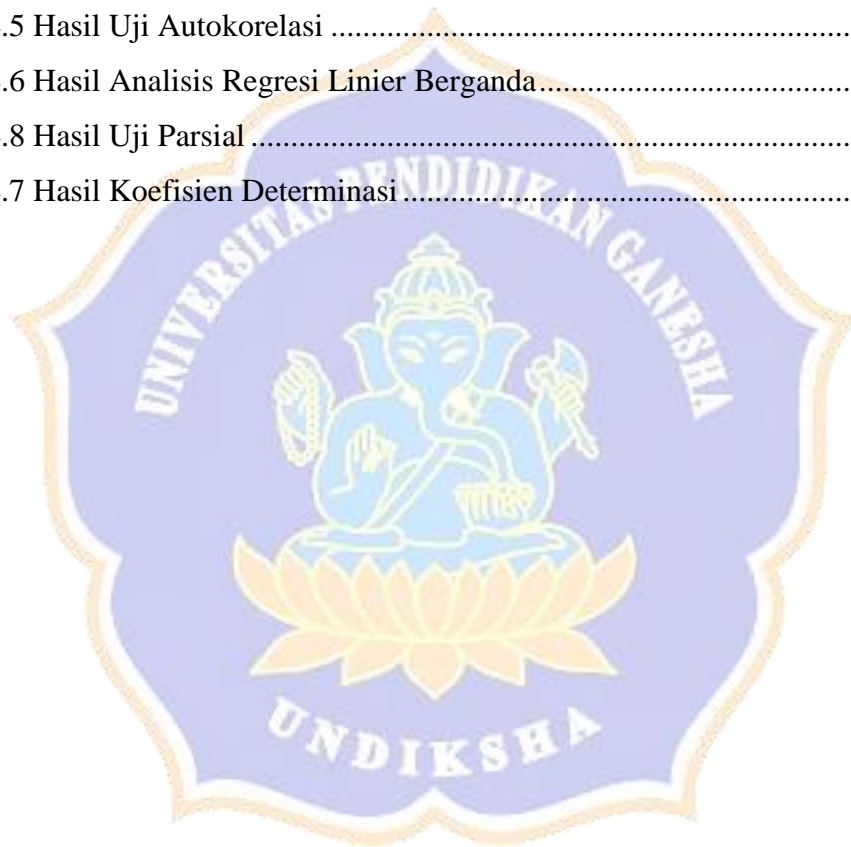 .5 Hasil Uji Autokorelasi ........................................................................
.6 Hasil Analisis Regresi Linier Berganda...........................................
.8 Hasil Uji Parsial ..................................................................................
.7 Hasil Koefisien Determinasi ..............................................................
UNIVERSITAS PENDIDIKAN GANESHA
UNDIKSHA